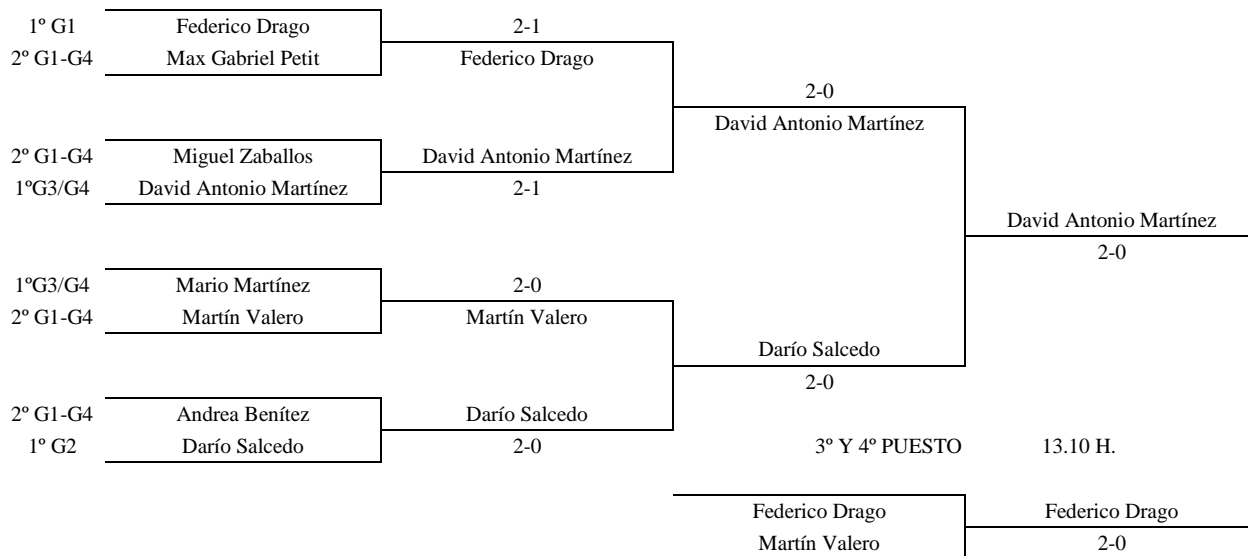 1º G1 Federico Drago 2-1
2º G1-G4 Max Gabriel Petit Federico Drago
2-0
David Antonio Martínez
2º G1-G4 Miguel Zaballos David Antonio Martínez
1ºG3/G4 David Antonio Martínez 2-1
David Antonio Martínez
2-0
1ºG3/G4 Mario Martínez 2-0
2º G1-G4 Martín Valero Martín Valero
Darío Salcedo
2-0
2º G1-G4 Andrea Benítez Darío Salcedo
1º G2 Darío Salcedo 2-0 3º Y 4º PUESTO 13.10 H.
Federico Drago Federico Drago
Martín Valero 2-0